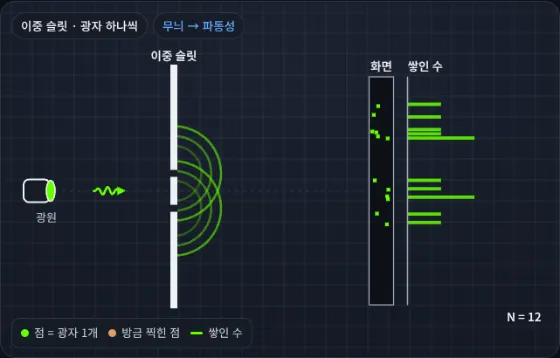 이중 슬릿 · 광자 하나씩
무늬 → 파동성
이중 슬릿
화면
쌓인 수
광원
N = 12
점 = 광자 1개
방금 찍힌 점
쌓인 수